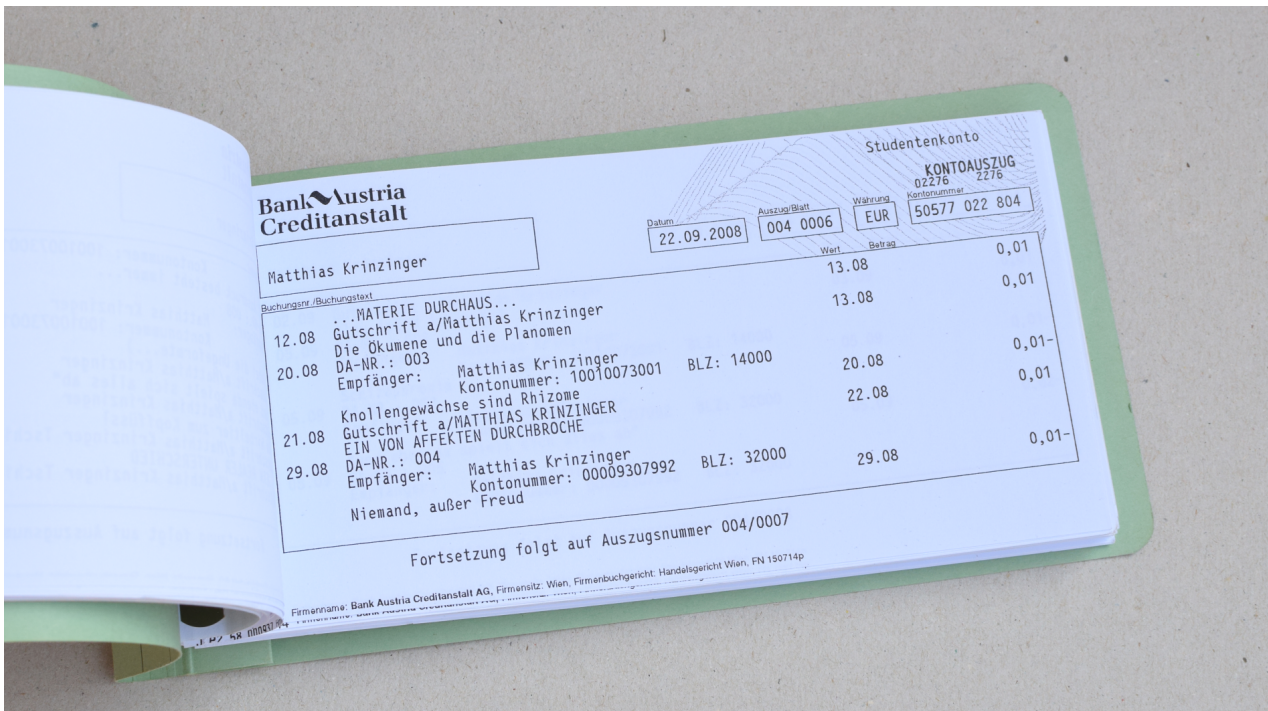 Bank Austria
Creditanstalt
Matthias Krinzinger
Studentenkonto
KONTOAUSZUG
02276 2276
Datum Auszug/Blatt Währung Kontonummer
22.09.2008 004 0006 EUR 50577 022 804
Buchungsnr./Buchungstext Wert Betrag
...MATERIE DURCHAUS... 13.08 0,01
12.08 Gutschrift a/Matthias Krinzinger 13.08 0,01
Die Ökumene und die Planomen
20.08 DA-NR.: 003 20.08 0,01-
Empfänger: Matthias Krinzinger
Kontonummer: 10010073001 BLZ: 14000
Knollengewächse sind Rhizome
21.08 Gutschrift a/MATTHIAS KRINZINGER 22.08 0,01
EIN VON AFFEKTEN DURCHBROCHE
29.08 DA-NR.: 004 29.08 0,01-
Empfänger: Matthias Krinzinger
Kontonummer: 00009307992 BLZ: 32000
Niemand, außer Freud
Fortsetzung folgt auf Auszugsnummer 004/0007
Firmenname: Bank Austria Creditanstalt AG, Firmensitz: Wien, Firmenbuchgericht: Handelsgericht Wien, FN 150714p